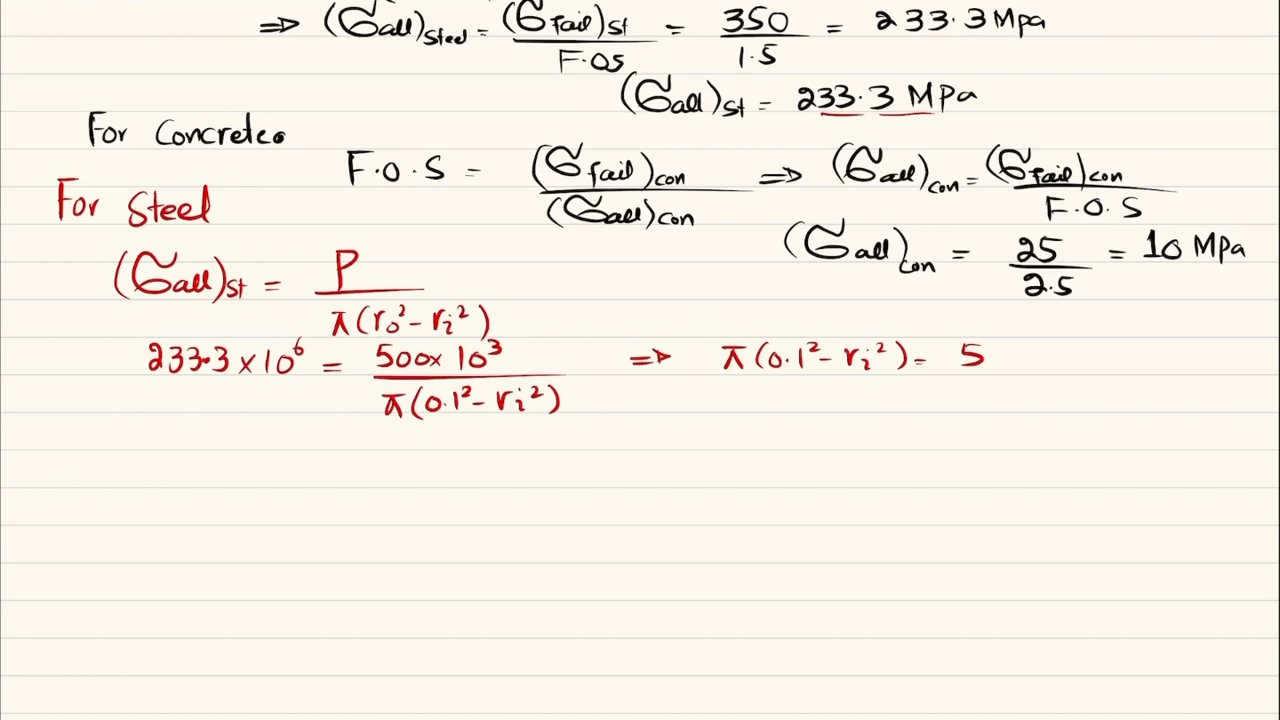 ⇒ (σall)steel = (σfail)st / F.OS = 350 / 1.5 = 233.3 Mpa
(σall)st = 233.3 MPa
For Concrete.
F.O.S = (σfail)con / (σall)con ⇒ (σall)con = (σfail)con / F.O.S
For Steel
(σall)con = 25 / 2.5 = 10 MPa
(σall)st = P / π(ro² - ri²)
233.3 × 10⁶ = 500 × 10³ / π(0.1² - ri²) ⇒ π(0.1² - ri²) = 5